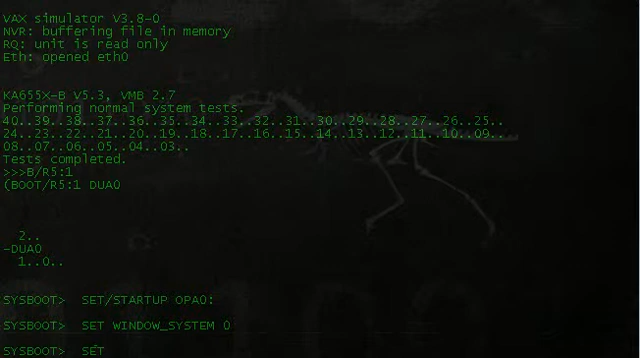 VAX simulator V3.8-0
NVR: buffering file in memory
RQ: unit is read only
Eth: opened eth0
KA655X-B V5.3, VMB 2.7
Performing normal system tests.
40..39..38..37..36..35..34..33..32..31..30..29..28..27..26..25..
24..23..22..21..20..19..18..17..16..15..14..13..12..11..10..09..
08..07..06..05..04..03..
Tests completed.
>>>B/R5:1
(BOOT/R5:1 DUA0
2..
-DUA0
1..0..
SYSBOOT> SET/STARTUP OPA0:
SYSBOOT> SET WINDOW_SYSTEM 0
SYSBOOT> SET